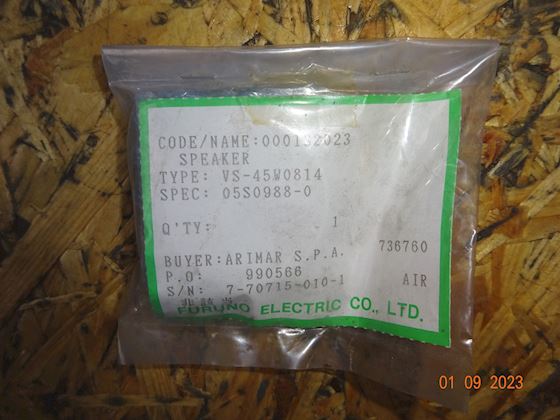 CODE/NAME:000132023
SPEAKER
TYPE: VS-45W0814
SPEC: 05S0988-0
Q'TY: 1
736760
BUYER:ARIMAR S.P.A.
P.O: 990566
S/N: 7-70715-010-1 AIR
FURUNO ELECTRIC CO., LTD.
01 09 2023